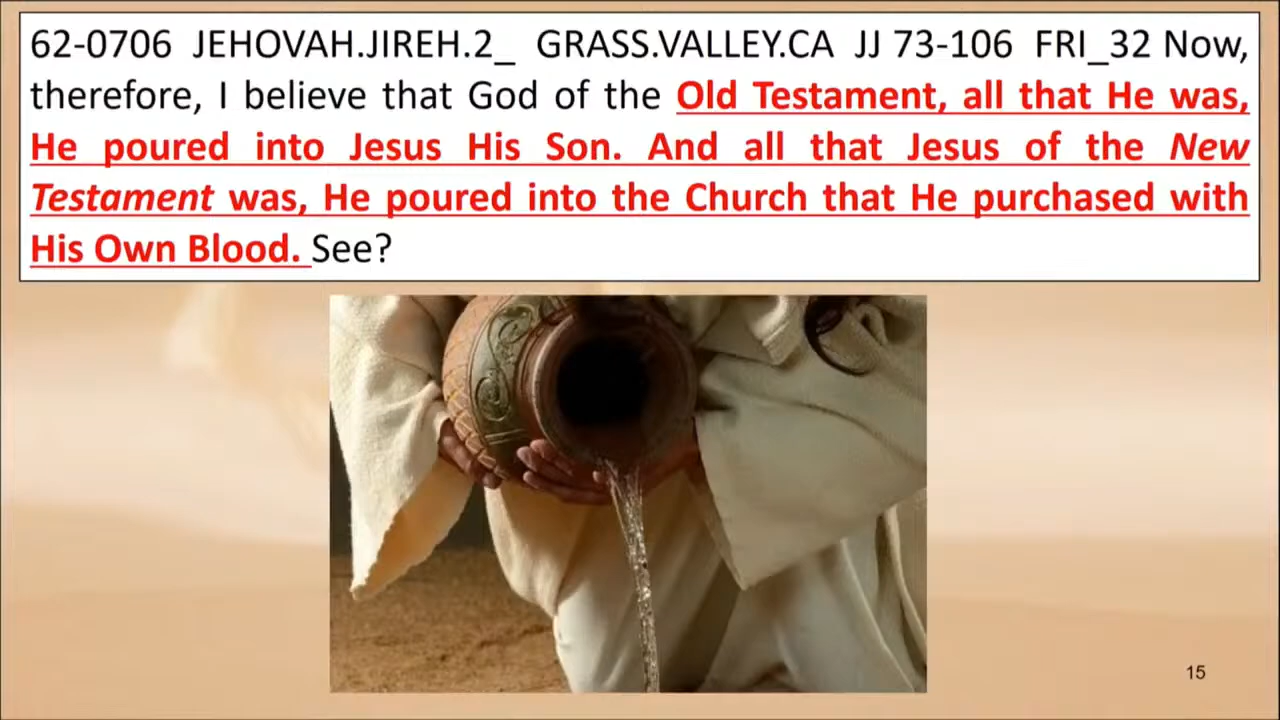 62-0706 JEHOVAH.JIREH.2_ GRASS.VALLEY.CA JJ 73-106 FRI_32 Now,
therefore, I believe that God of the Old Testament, all that He was,
He poured into Jesus His Son. And all that Jesus of the New
Testament was, He poured into the Church that He purchased with
His Own Blood. See?
15